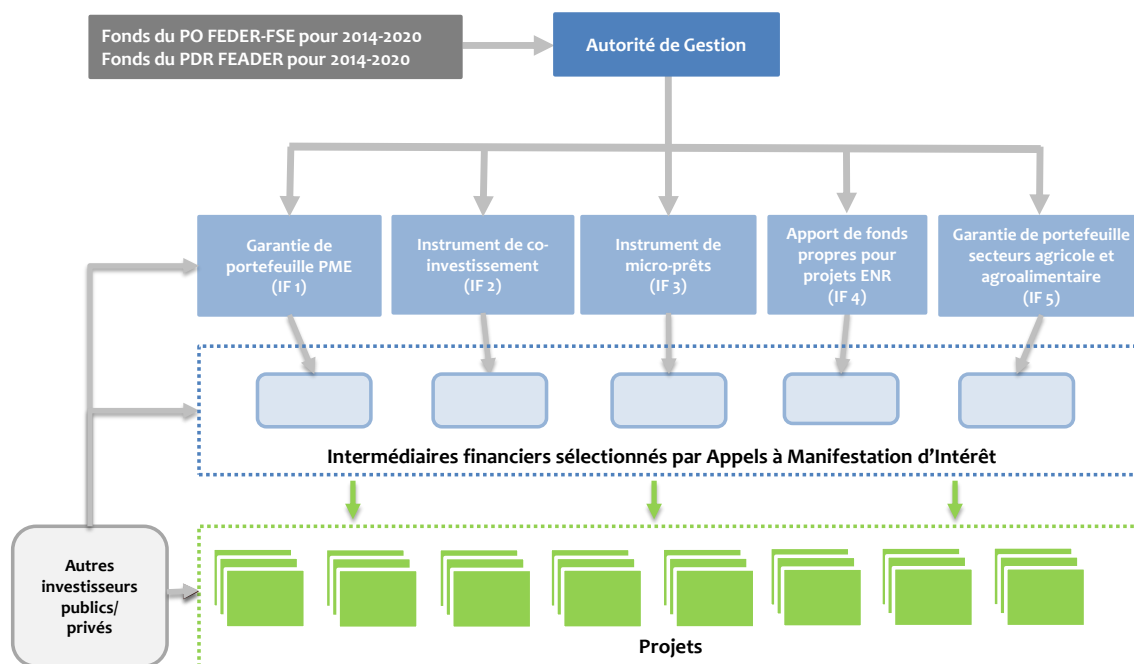 Fonds du PO FEDER-FSE pour 2014-2020
Fonds du PDR FEADER pour 2014-2020
Autorité de Gestion
Garantie de
portefeuille PME
(IF 1)
Instrument de co-
investissement
(IF 2)
Instrument de
micro-prêts
(IF 3)
Apport de fonds
propres pour
projets ENR
(IF 4)
Garantie de portefeuille
secteurs agricole et
agroalimentaire
(IF 5)
Intermédiaires financiers sélectionnés par Appels à Manifestation d'Intérêt
Autres
investisseurs
publics/
privés
Projets